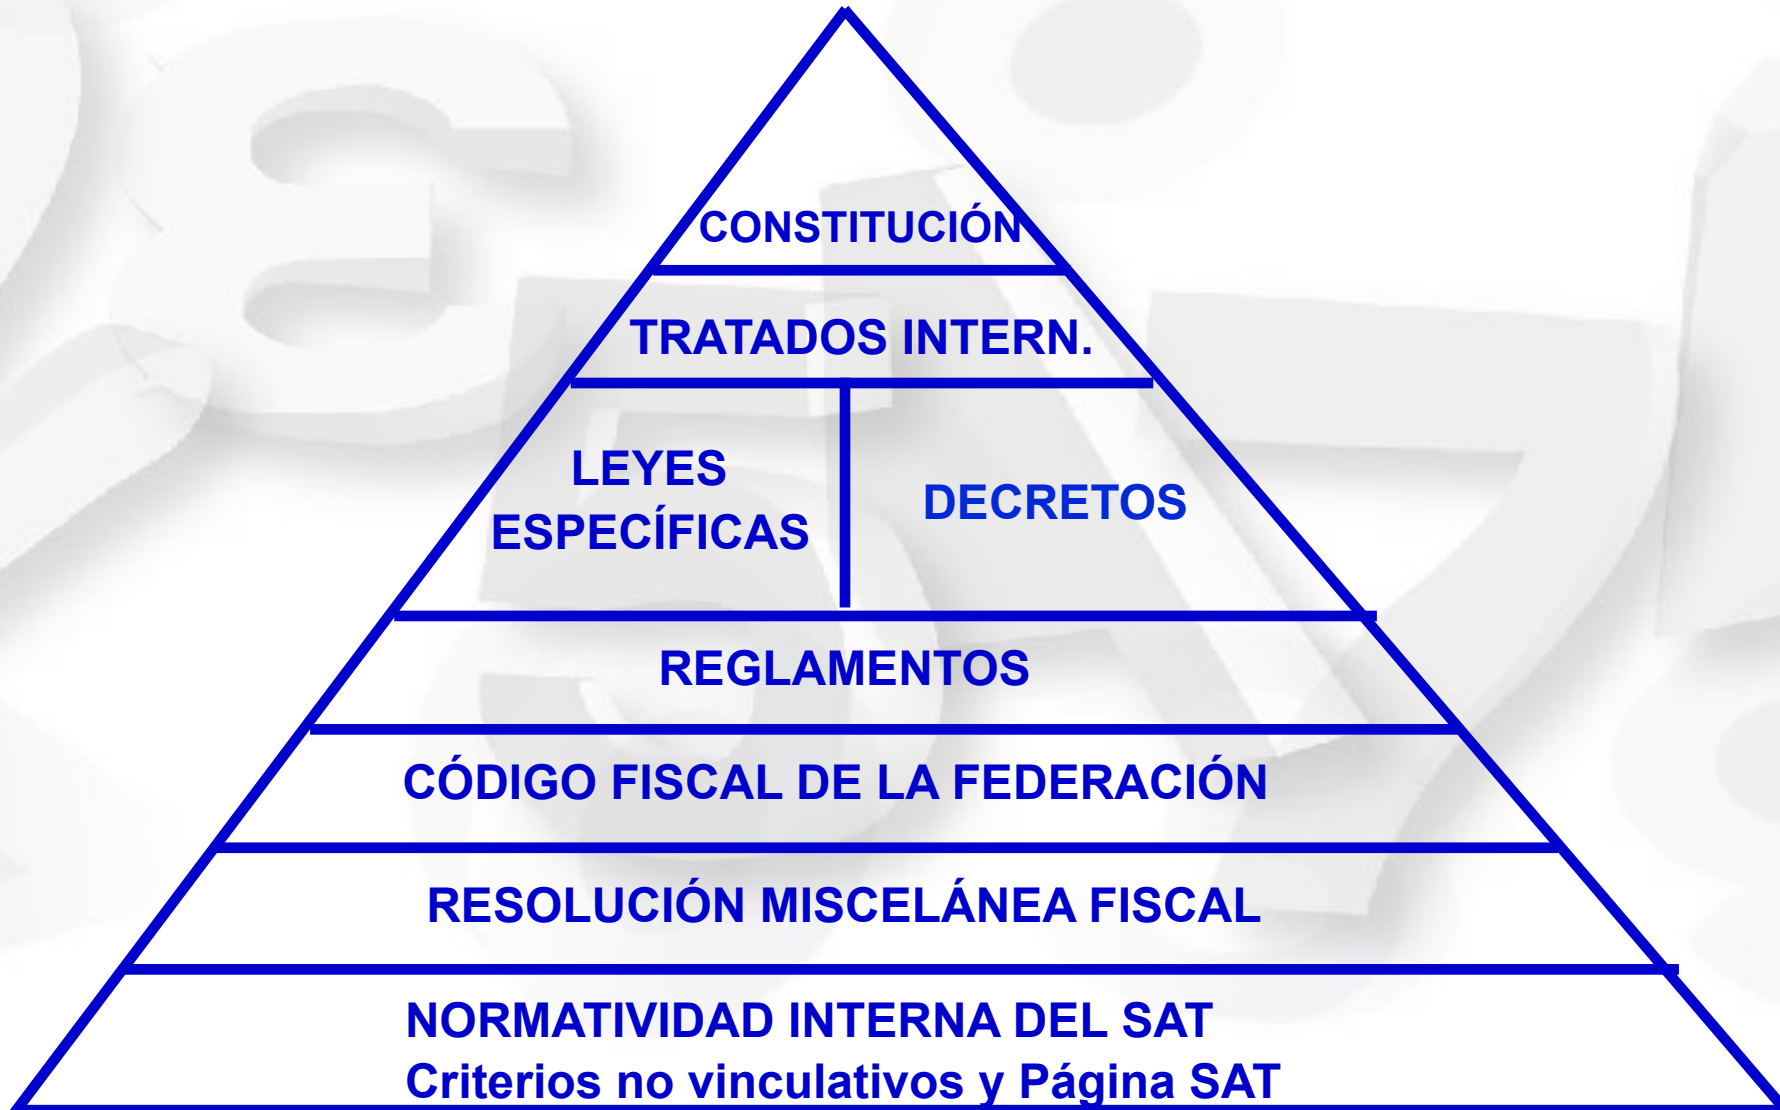 CONSTITUCIÓN
TRATADOS INTERN.
LEYES
ESPECÍFICAS
DECRETOS
REGLAMENTOS
CÓDIGO FISCAL DE LA FEDERACIÓN
RESOLUCIÓN MISCELÁNEA FISCAL
NORMATIVIDAD INTERNA DEL SAT
Criterios no vinculativos y Página SAT